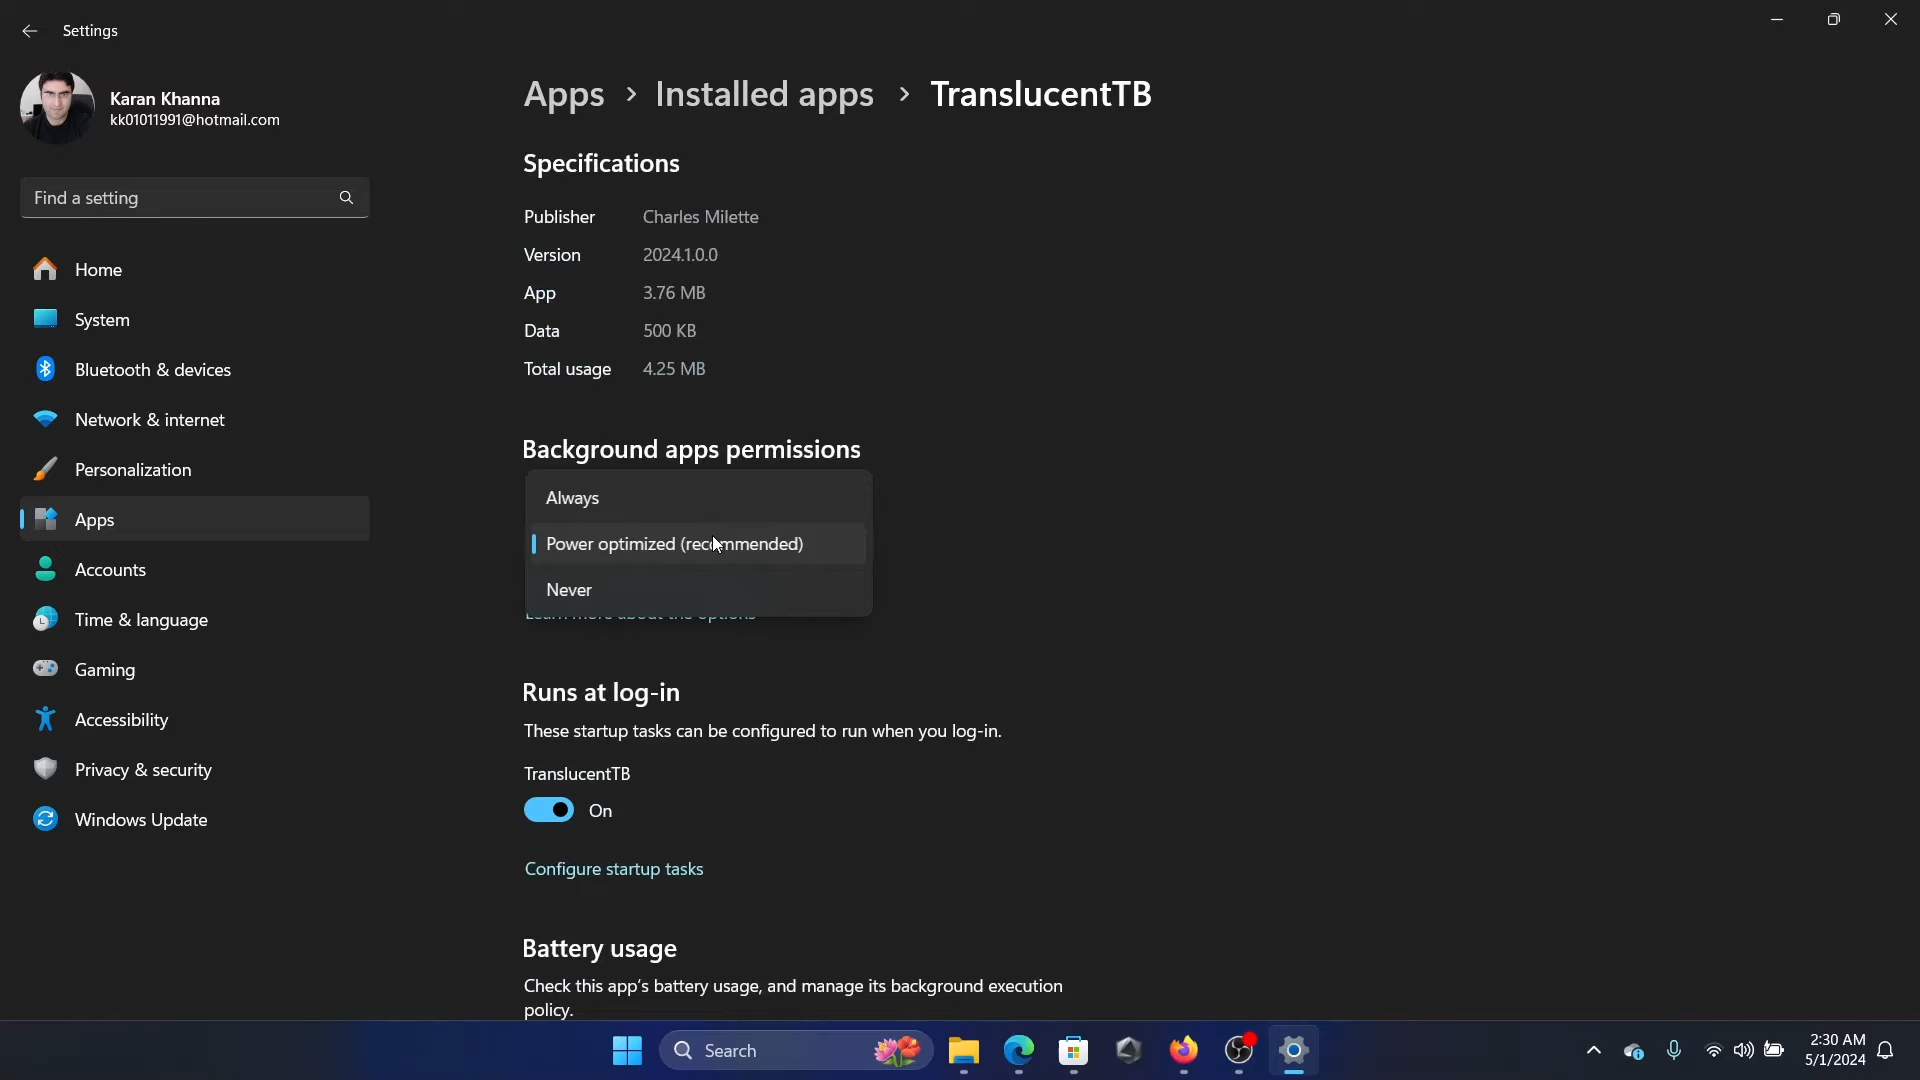 Settings
Karan Khanna
kk01011991@hotmail.com
Find a setting
Home
System
Bluetooth & devices
Network & internet
Personalization
Apps
Accounts
Time & language
Gaming
Accessibility
Privacy & security
Windows Update
Apps > Installed apps > TranslucentTB
Specifications
Publisher Charles Milette
Version 2024.1.0.0
App 3.76 MB
Data 500 KB
Total usage 4.25 MB
Background apps permissions
Always
Power optimized (recommended)
Never
Learn more about the options
Runs at log-in
These startup tasks can be configured to run when you log-in.
TranslucentTB
On
Configure startup tasks
Battery usage
Check this app's battery usage, and manage its background execution
policy.
Search
2:30 AM
5/1/2024